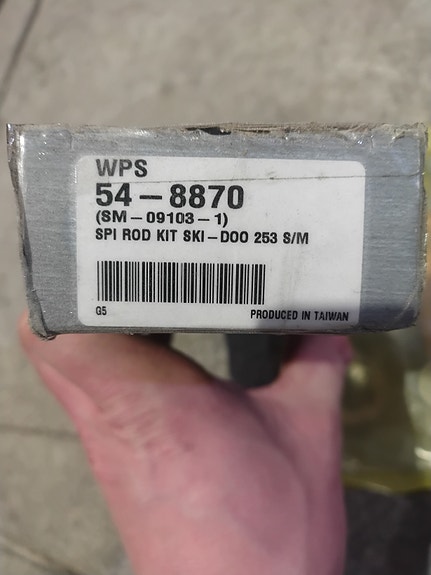 WPS
54-8870
(SM-09103-1)
SPI ROD KIT SKI-DOO 253 S/M
G5 PRODUCED IN TAIWAN